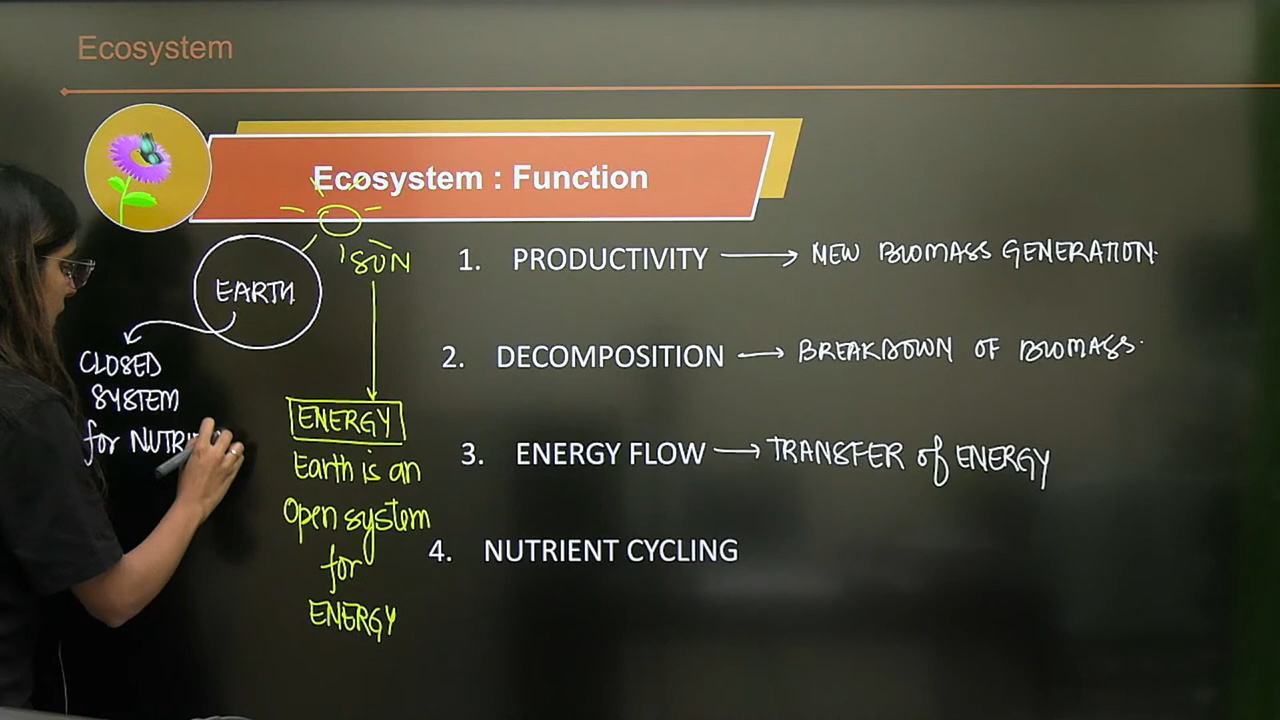 Ecosystem
Ecosystem : Function
SUN
EARTH
CLOSED
SYSTEM
for
ENERGY
Earth is an
Open system
for
ENERGY
1. PRODUCTIVITY → NEW BIOMASS GENERATION.
2. DECOMPOSITION → BREAKDOWN OF BIOMASS.
3. ENERGY FLOW → TRANSFER of ENERGY
4. NUTRIENT CYCLING